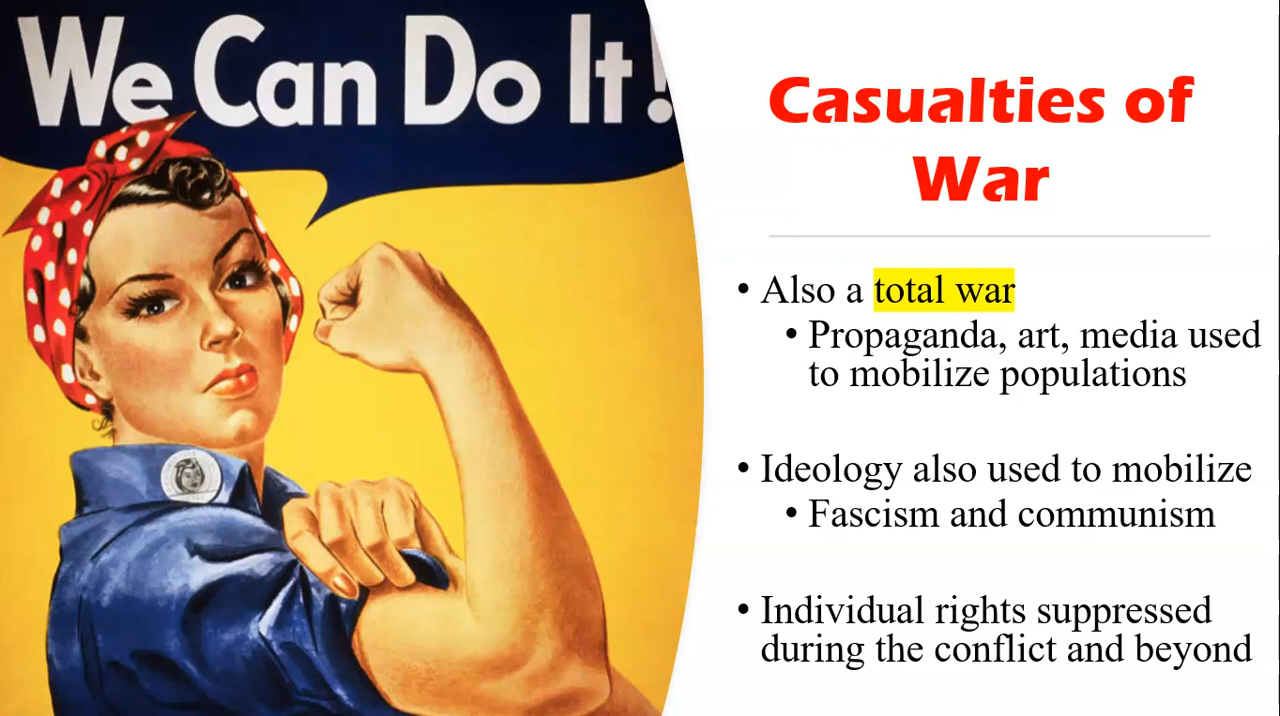 We Can Do It!
Casualties of
War
• Also a total war
• Propaganda, art, media used
to mobilize populations
• Ideology also used to mobilize
• Fascism and communism
• Individual rights suppressed
during the conflict and beyond